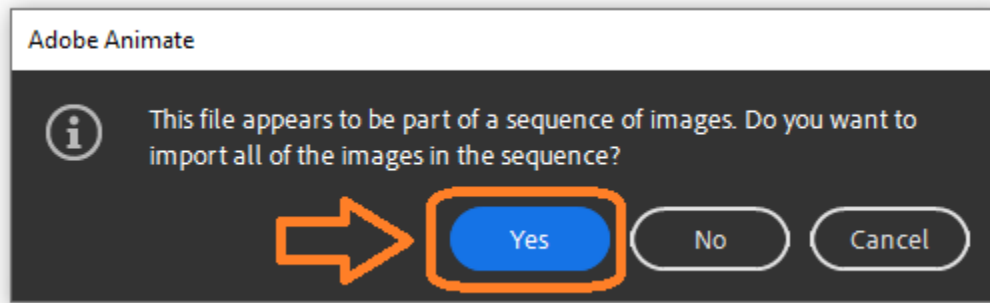 Adobe Animate
This file appears to be part of a sequence of images. Do you want to
import all of the images in the sequence?
Yes
No
Cancel